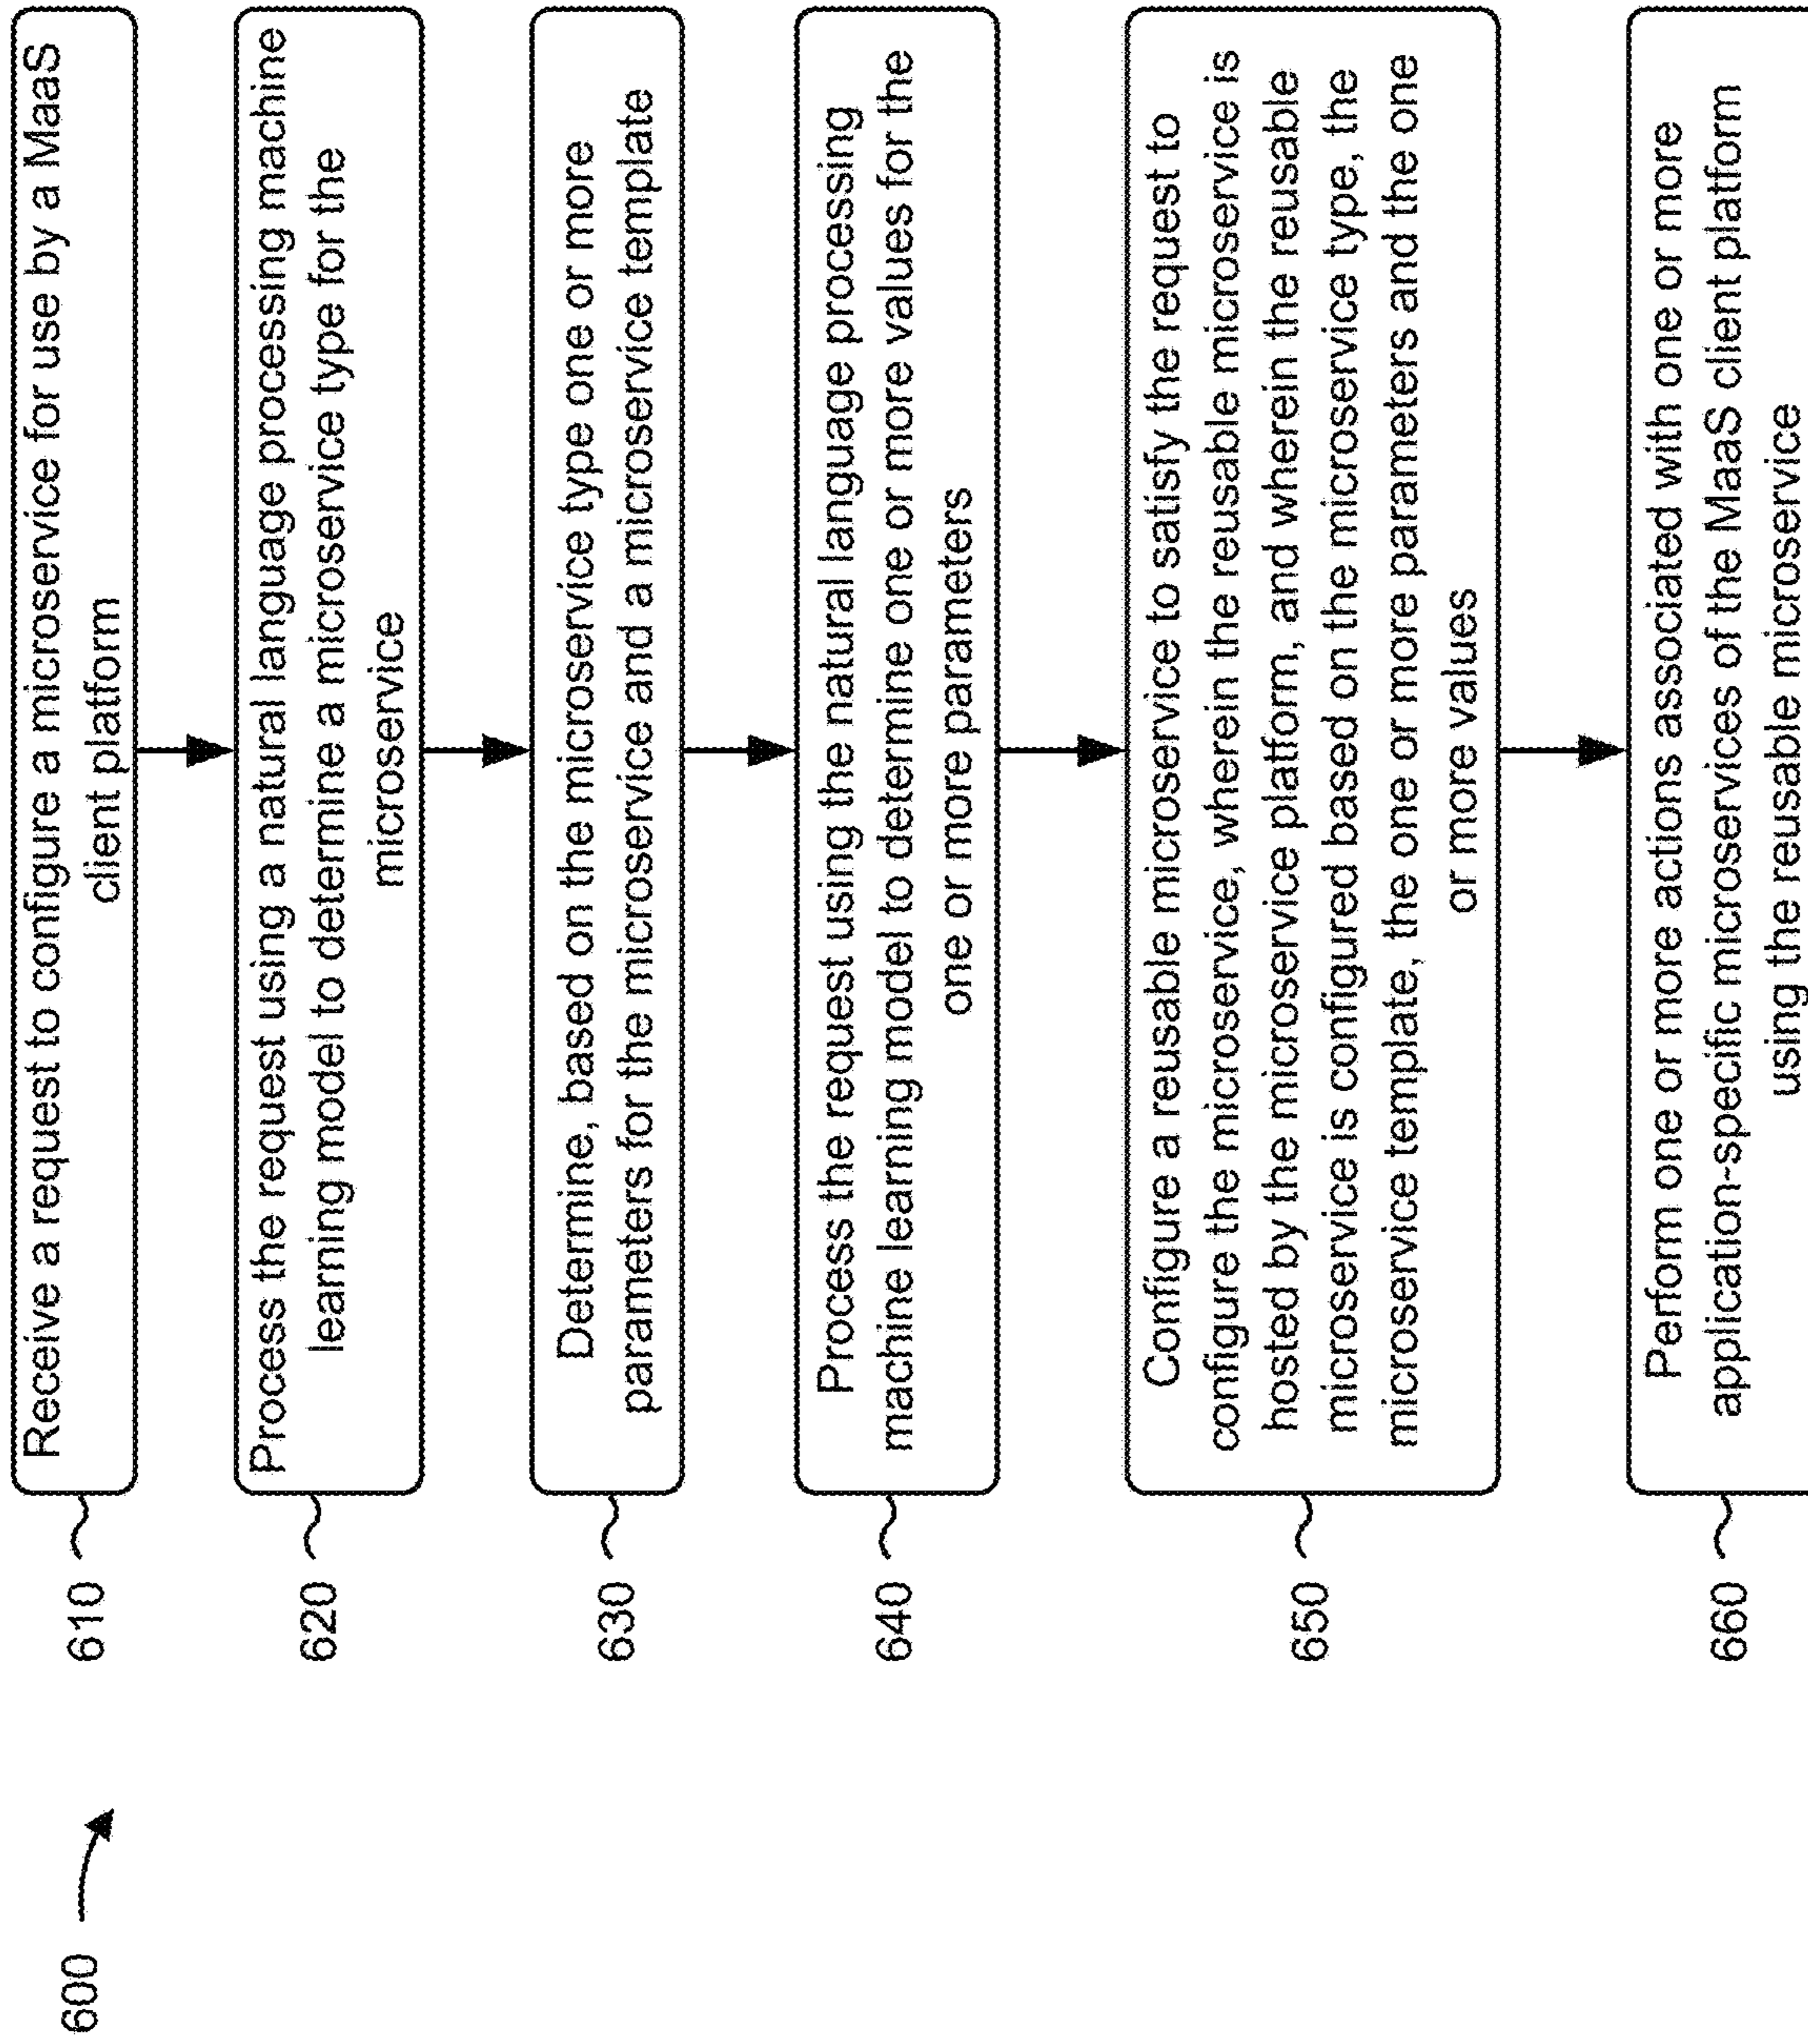 600
610
Receive a request to configure a microservice for use by a MaaS
client platform
620
Process the request using a natural language processing machine
learning model to determine a microservice type for the
microservice
630
Determine, based on the microservice type one or more
parameters for the microservice and a microservice template
640
Process the request using the natural language processing
machine learning model to determine one or more values for the
one or more parameters
650
Configure a reusable microservice to satisfy the request to
configure the microservice, wherein the reusable microservice is
hosted by the microservice platform, and wherein the reusable
microservice is configured based on the microservice type, the
microservice template, the one or more parameters and the one
or more values
660
Perform one or more actions associated with one or more
application-specific microservices of the MaaS client platform
using the reusable microservice